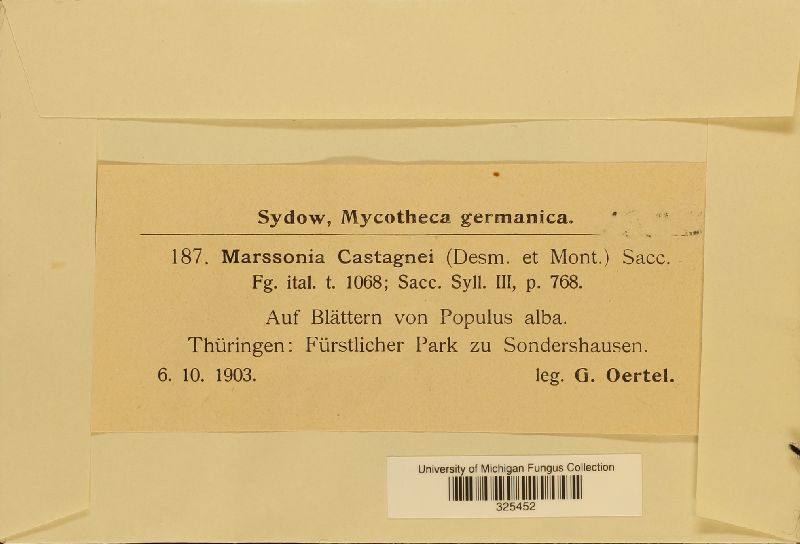 Sydow, Mycotheca germanica.
187. Marssonia Castagnei (Desm. et Mont.) Sacc.
Fg. ital. t. 1068; Sacc. Syll. III, p. 768.
Auf Blättern von Populus alba.
Thüringen: Fürstlicher Park zu Sondershausen.
6. 10. 1903. leg. G. Oertel.
University of Michigan Fungus Collection
325452